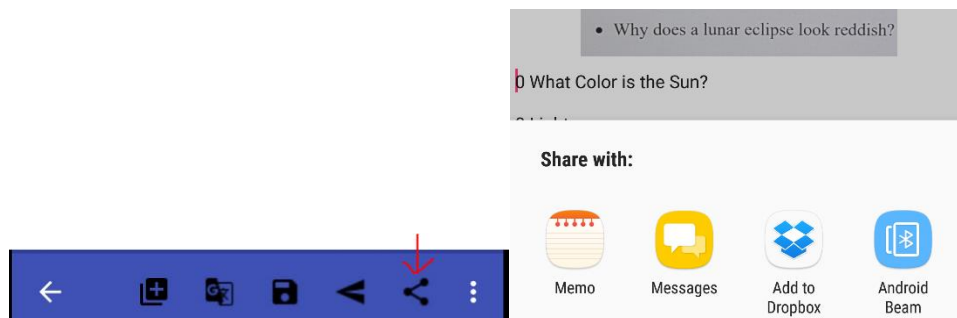 • Why does a lunar eclipse look reddish?
0 What Color is the Sun?
Share with:
Memo
Messages
Add to
Dropbox
Android
Beam